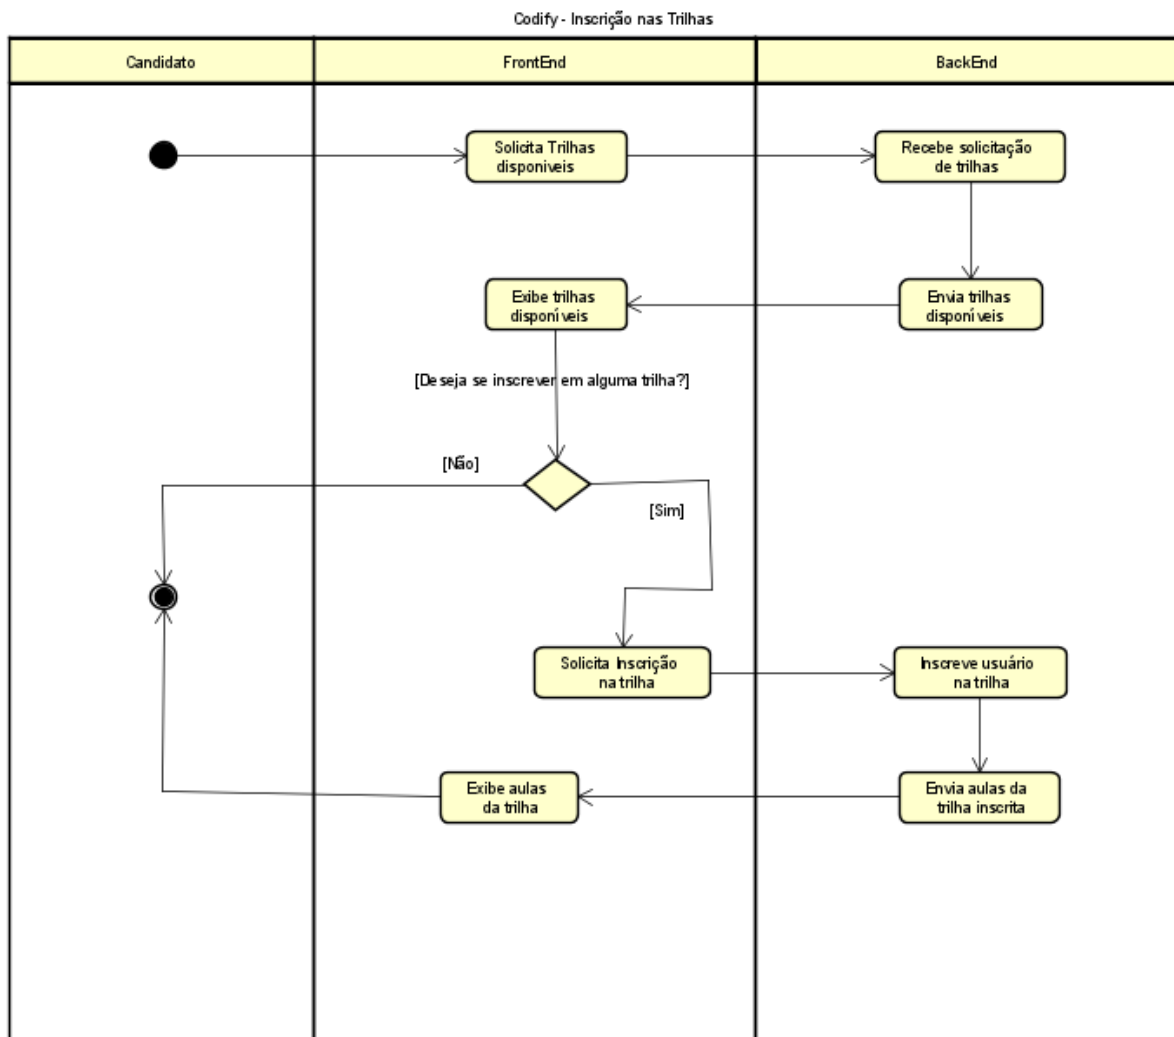 Codify - Inscrição nas Trilhas
Candidato
FrontEnd
BackEnd
Solicita Trilhas
disponiveis
Recebe solicitação
de trilhas
Exibe trilhas
disponíveis
Envia trilhas
disponíveis
[Deseja se inscrever em alguma trilha?]
[Não]
[Sim]
Solicita Inscrição
na trilha
Inscreve usuário
na trilha
Exibe aulas
da trilha
Envia aulas da
trilha inscrita